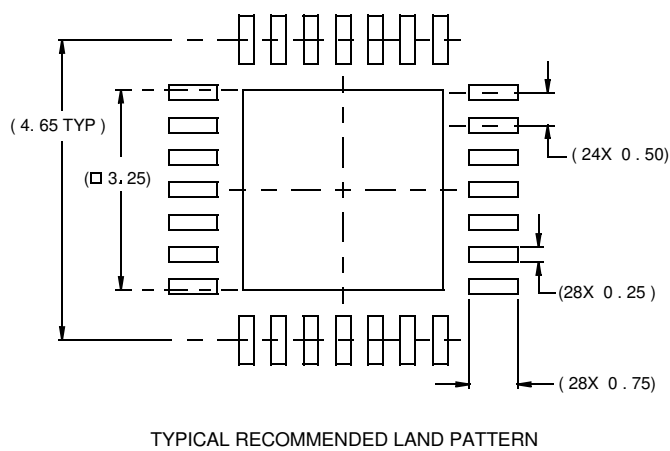 ( 4. 65 TYP )
(□ 3. 25)
( 24X 0 . 50)
(28X 0 . 25 )
( 28X 0 . 75)
TYPICAL RECOMMENDED LAND PATTERN